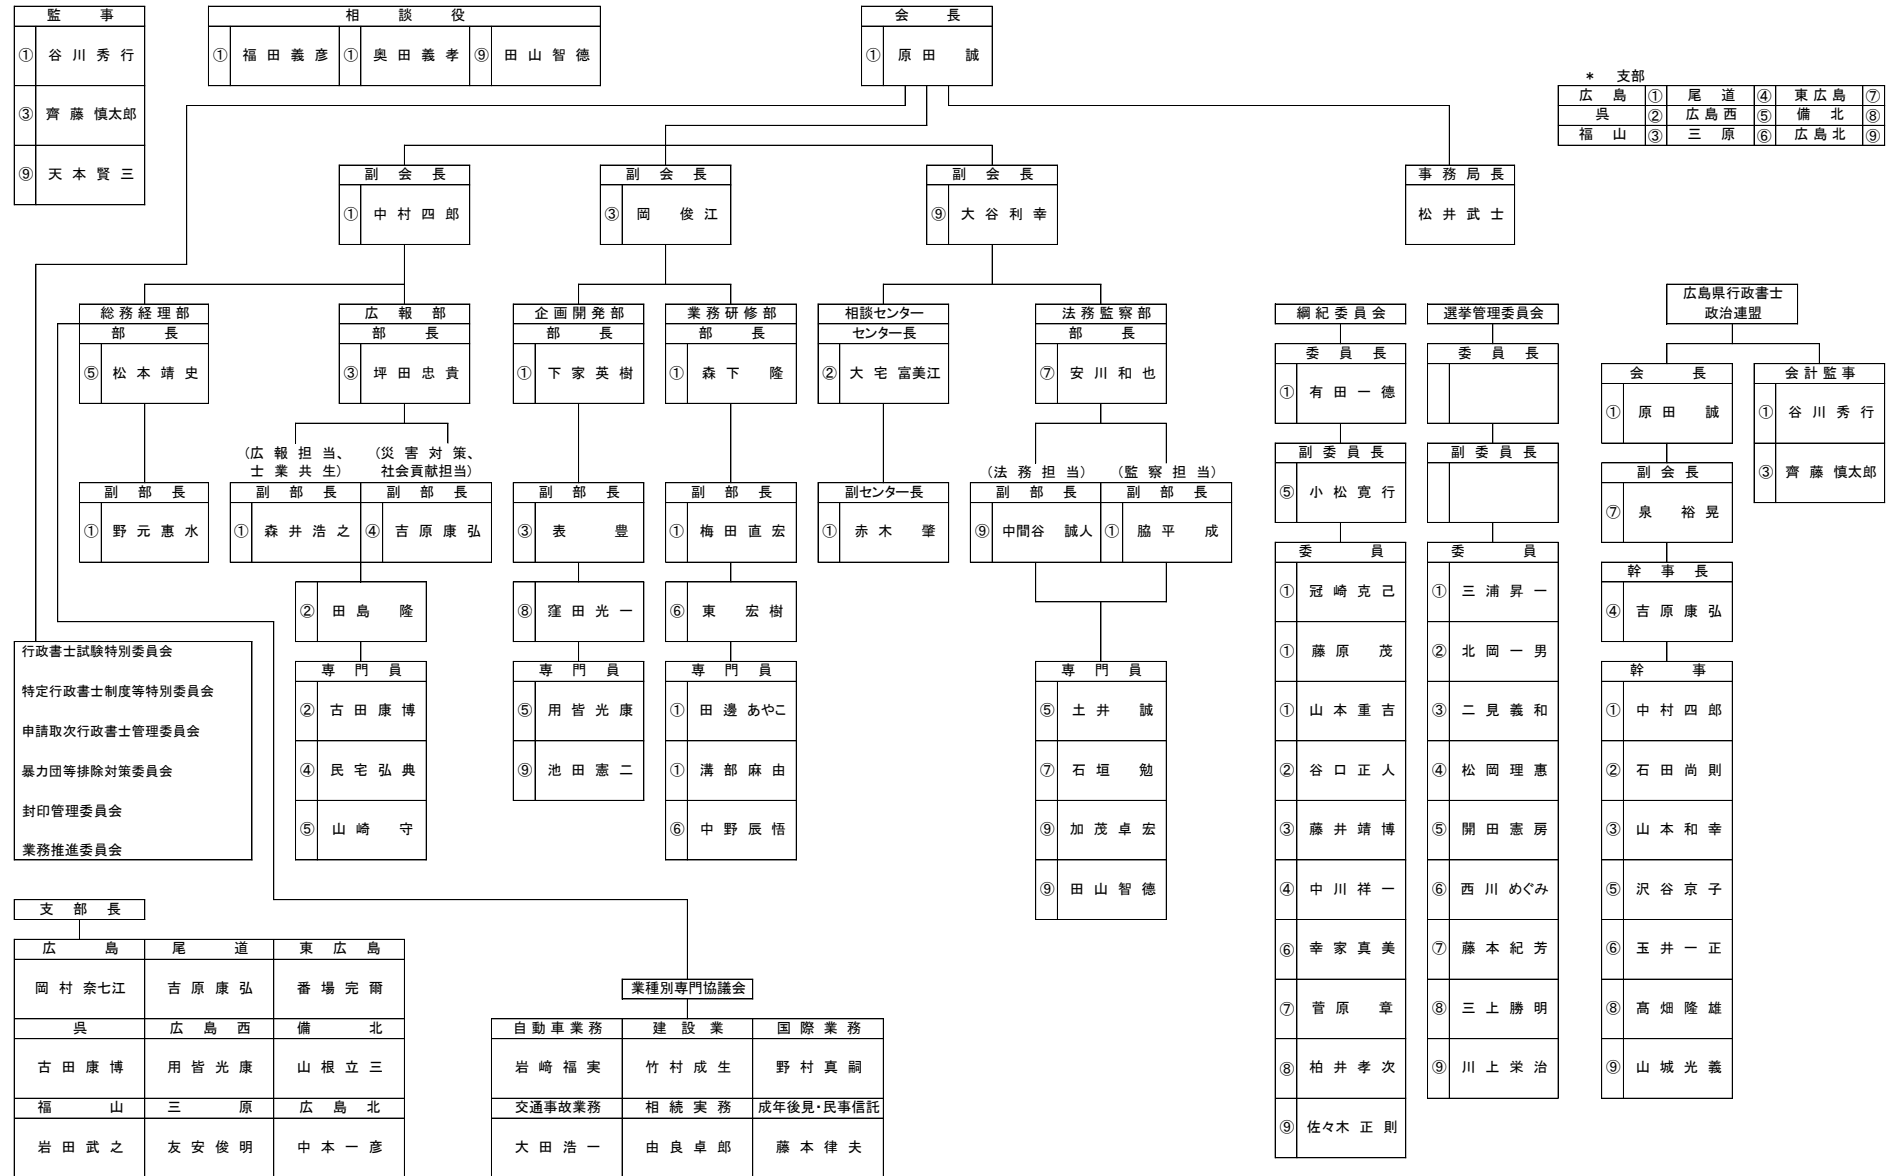 監事
① 谷川秀行
③ 齊藤慎太郎
⑨ 天本賢三
相談役
① 福田義彦 ① 奥田義孝 ⑨ 田山智徳
会長
① 原田 誠
* 支部
広島 ① 尾道 ④ 東広島 ⑦
呉 ② 広島西 ⑤ 備北 ⑧
福山 ③ 三原 ⑥ 広島北 ⑨
副会長
① 中村四郎
副会長
③ 岡 俊江
副会長
⑨ 大谷利幸
事務局長
松井武士
総務経理部
部長
⑤ 松本靖史
副部長
① 野元惠水
広報部
部長
③ 坪田忠貴
(広報担当、
士業共生)
副部長
① 森井浩之
(災害対策、
社会貢献担当)
副部長
④ 吉原康弘
② 田島 隆
専門員
② 古田康博
④ 民宅弘典
⑤ 山崎 守
企画開発部
部長
① 下家英樹
副部長
③ 表 豊
⑧ 窪田光一
専門員
⑤ 用皆光康
⑨ 池田憲二
業務研修部
部長
① 森下 隆
副部長
① 梅田直宏
⑥ 東 宏樹
専門員
① 田邊あやこ
① 溝部麻由
⑥ 中野辰悟
相談センター
センター長
② 大宅富美江
副センター長
① 赤木 肇
法務監察部
部長
⑦ 安川和也
(法務担当)
副部長
⑨ 中間谷 誠人
(監察担当)
副部長
① 脇平 成
専門員
⑤ 土井 誠
⑦ 石垣 勉
⑨ 加茂卓宏
⑨ 田山智徳
綱紀委員会
委員長
① 有田一徳
副委員長
⑤ 小松寛行
委員
① 冠崎克己
① 藤原 茂
① 山本重吉
② 谷口正人
③ 藤井靖博
④ 中川祥一
⑥ 幸家真美
⑦ 菅原 章
⑧ 柏井孝次
⑨ 佐々木正則
選挙管理委員会
委員長
副委員長
委員
① 三浦昇一
② 北岡一男
③ 二見義和
④ 松岡理惠
⑤ 開田憲房
⑥ 西川めぐみ
⑦ 藤本紀芳
⑧ 三上勝明
⑨ 川上栄治
広島県行政書士
政治連盟
会長
① 原田 誠
副会長
⑦ 泉 裕晃
幹事長
④ 吉原康弘
幹事
① 中村四郎
② 石田尚則
③ 山本和幸
⑤ 沢谷京子
⑥ 玉井一正
⑧ 髙畑隆雄
⑨ 山城光義
会計監事
① 谷川秀行
③ 齊藤慎太郎
行政書士試験特別委員会
特定行政書士制度等特別委員会
申請取次行政書士管理委員会
暴力団等排除対策委員会
封印管理委員会
業務推進委員会
支部長
広島 尾道 東広島
岡村奈七江 吉原康弘 番場完爾
呉 広島西 備北
古田康博 用皆光康 山根立三
福山 三原 広島北
岩田武之 友安俊明 中本一彦
業種別専門協議会
自動車業務 建設業 国際業務
岩﨑福実 竹村成生 野村真嗣
交通事故業務 相続実務 成年後見・民事信託
大田浩一 由良卓郎 藤本律夫